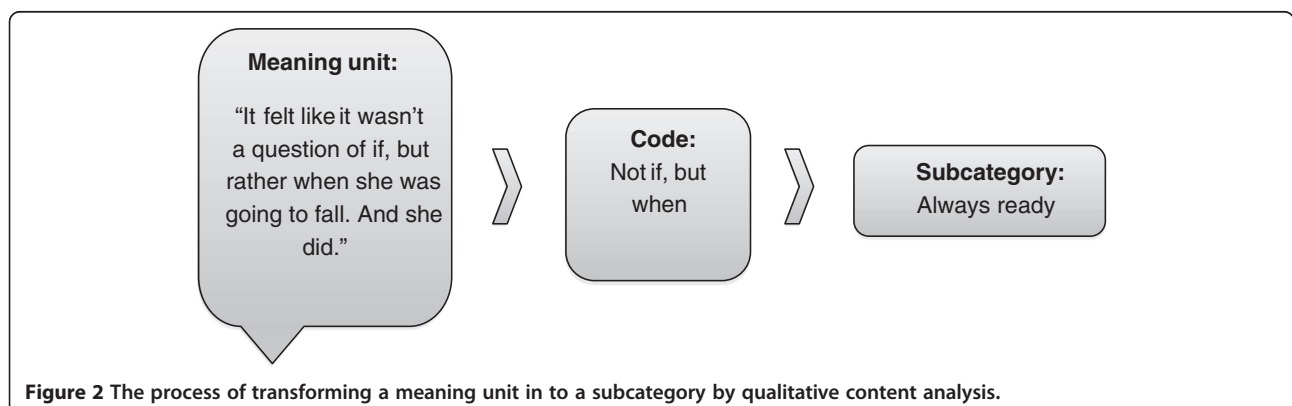 Meaning unit:
“It felt like it wasn’t
a question of if, but
rather when she was
going to fall. And she
did.”
Code:
Not if, but
when
Subcategory:
Always ready
Figure 2 The process of transforming a meaning unit in to a subcategory by qualitative content analysis.